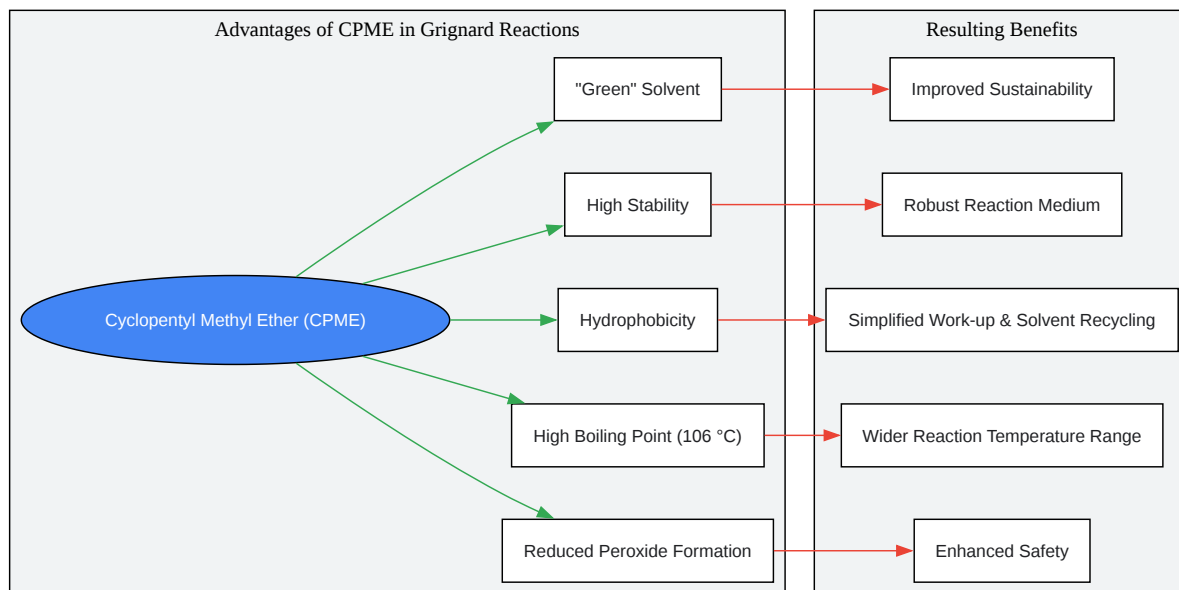 Advantages of CPME in Grignard Reactions
Resulting Benefits
"Green" Solvent
Improved Sustainability
High Stability
Robust Reaction Medium
Cyclopentyl Methyl Ether (CPME)
Hydrophobicity
Simplified Work-up & Solvent Recycling
High Boiling Point (106 °C)
Wider Reaction Temperature Range
Reduced Peroxide Formation
Enhanced Safety